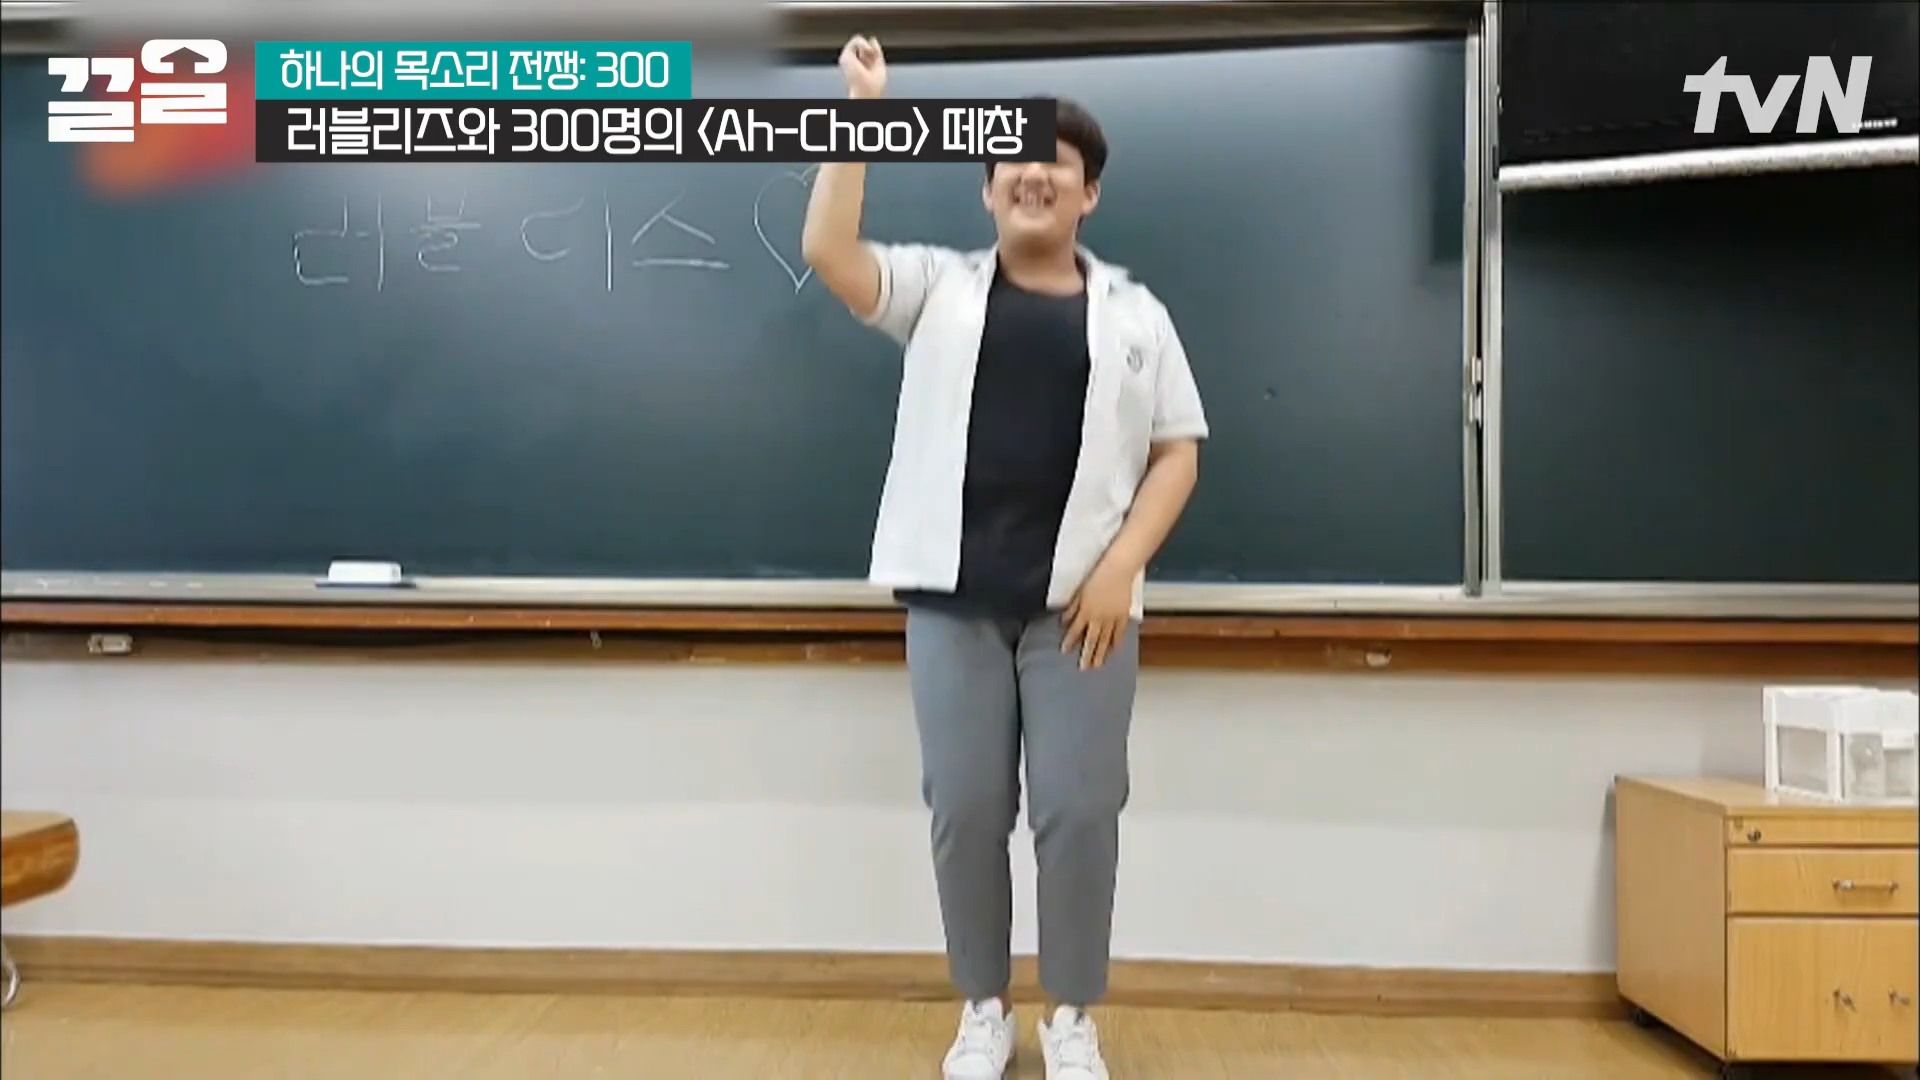 끌올
하나의 목소리 전쟁: 300
러블리즈와 300명의 <Ah-Choo> 떼창
tvN
SAMSUNG
러블리스♡